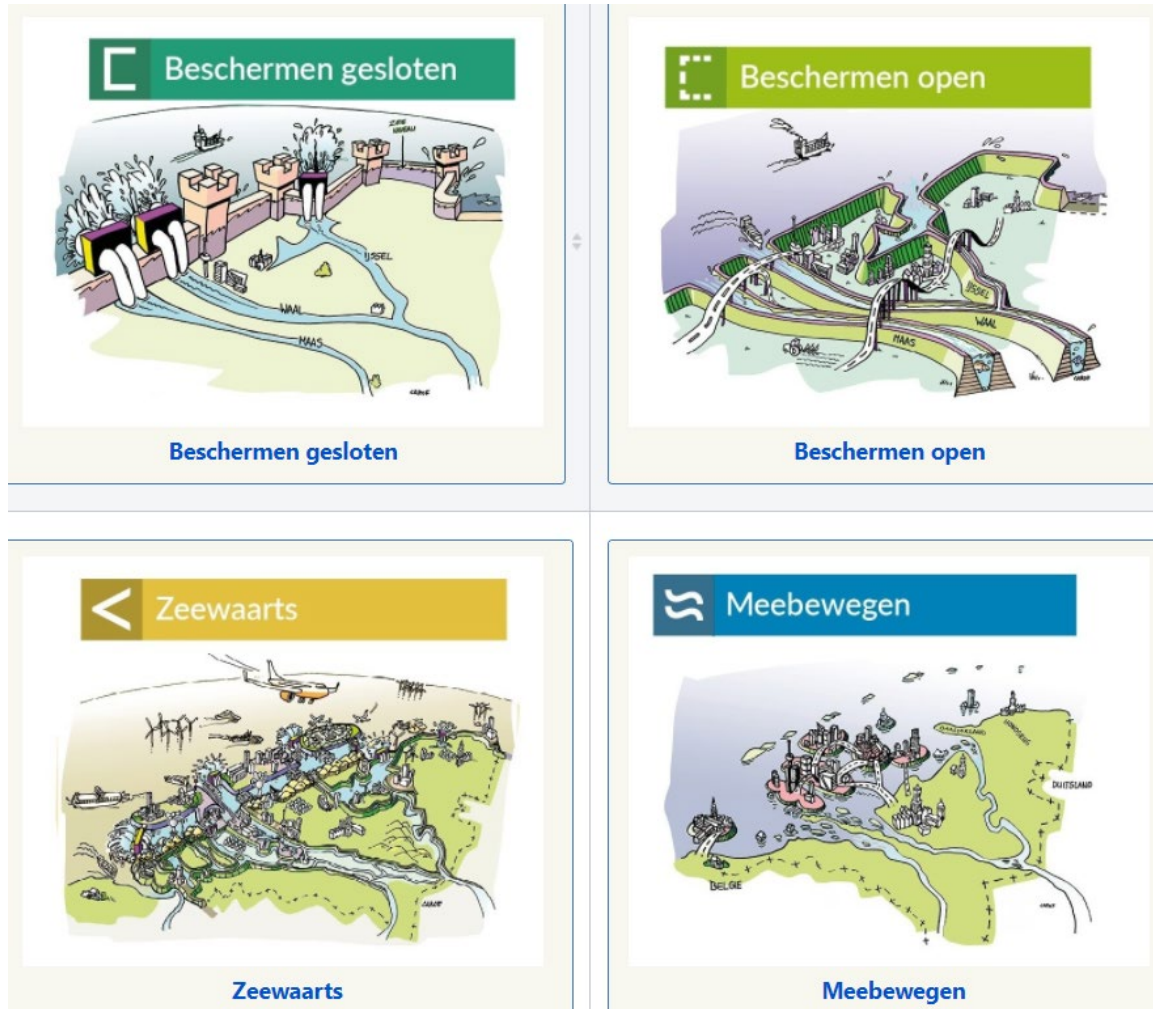 Beschermen gesloten
ZEE
NIVEAU
IJSSEL
WAAL
MAAS
Beschermen gesloten
Beschermen open
IJSSEL
WAAL
MAAS
Beschermen open
Zeewaarts
Zeewaarts
Meebewegen
DUITSLAND
BELGIE
Meebewegen